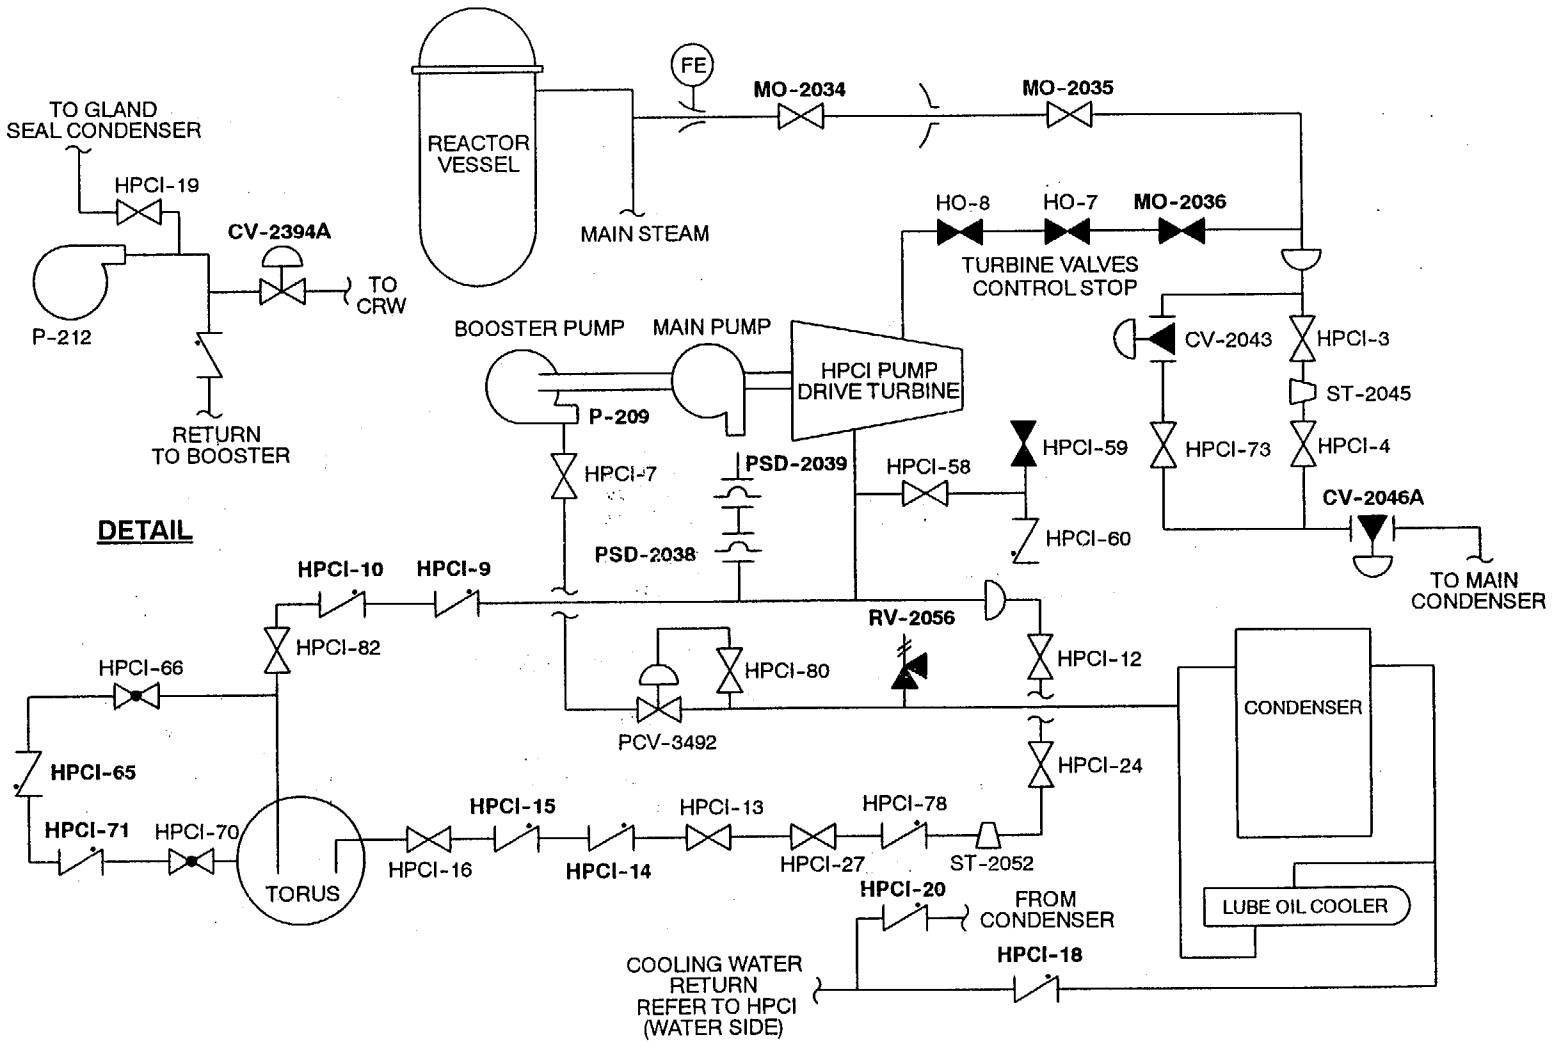 FE
MO-2034
MO-2035
TO GLAND
SEAL CONDENSER
REACTOR
VESSEL
HPCI-19
HO-8
HO-7
MO-2036
CV-2394A
MAIN STEAM
TURBINE VALVES
CONTROL STOP
TO
CRW
P-212
BOOSTER PUMP
MAIN PUMP
CV-2043
HPCI-3
HPCI PUMP
DRIVE TURBINE
ST-2045
P-209
RETURN
TO BOOSTER
HPCI-7
PSD-2039
HPCI-58
HPCI-59
HPCI-73
HPCI-4
CV-2046A
DETAIL
PSD-2038
HPCI-60
HPCI-10
HPCI-9
TO MAIN
CONDENSER
RV-2056
HPCI-82
HPCI-66
HPCI-80
HPCI-12
CONDENSER
PCV-3492
HPCI-65
HPCI-24
HPCI-71
HPCI-70
HPCI-15
HPCI-13
HPCI-78
HPCI-16
HPCI-14
HPCI-27
ST-2052
TORUS
HPCI-20
FROM
CONDENSER
LUBE OIL COOLER
HPCI-18
COOLING WATER
RETURN
REFER TO HPCI
(WATER SIDE)